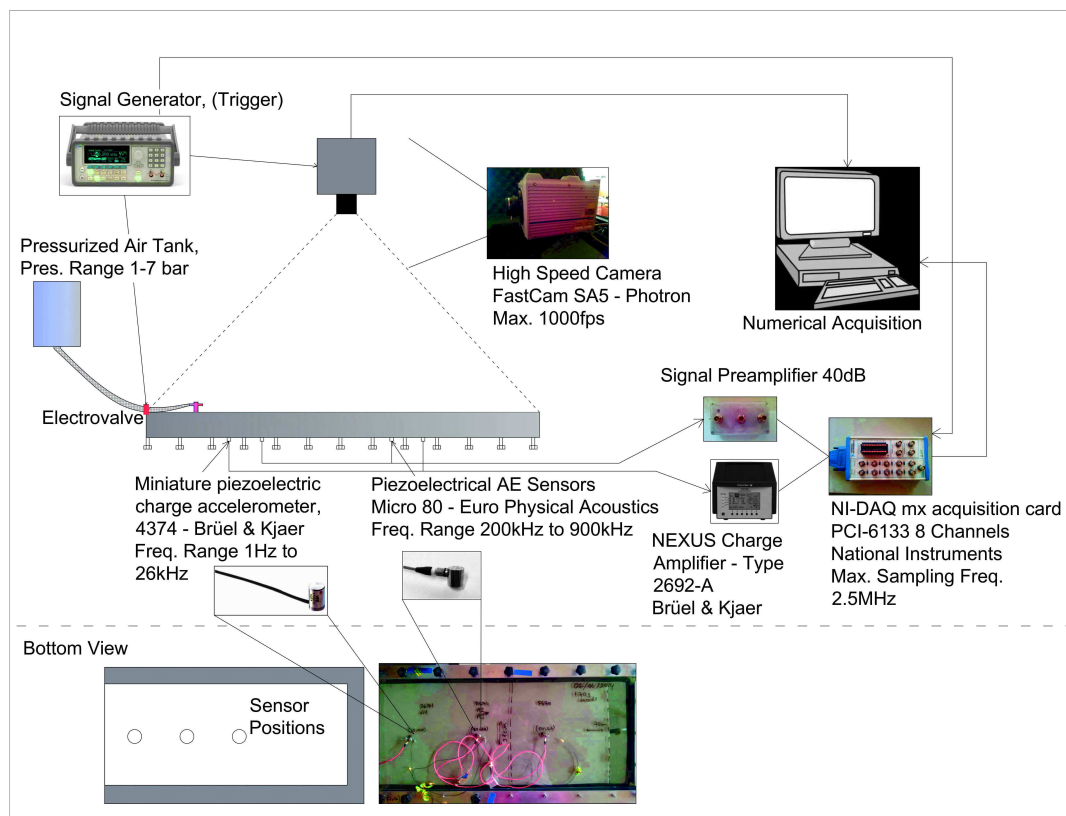 Signal Generator, (Trigger)
Pressurized Air Tank,
Pres. Range 1-7 bar
High Speed Camera
FastCam SA5 - Photron
Max. 1000fps
Numerical Acquisition
Signal Preamplifier 40dB
Electrovalve
Miniature piezoelectric
charge accelerometer,
4374 - Brüel & Kjaer
Freq. Range 1Hz to
26kHz
Piezoelectrical AE Sensors
Micro 80 - Euro Physical Acoustics
Freq. Range 200kHz to 900kHz
NEXUS Charge
Amplifier - Type
2692-A
Brüel & Kjaer
NI-DAQ mx acquisition card
PCI-6133 8 Channels
National Instruments
Max. Sampling Freq.
2.5MHz
Bottom View
Sensor
Positions